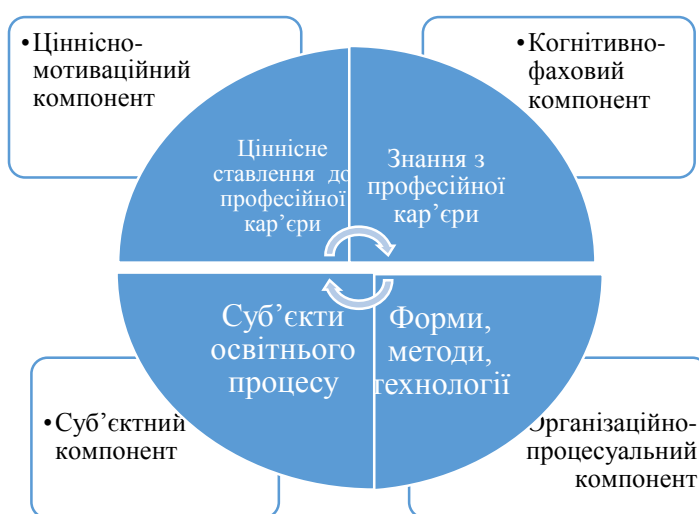 •Ціннісно-
мотиваційний
компонент
•Когнітивно-
фаховий
компонент
Ціннісне
ставлення до
професійної
кар’єри
Знання з
професійної
кар’єри
Суб’єкти
освітнього
процесу
Форми,
методи,
технології
•Суб’єктний
компонент
Організаційно-
процесуальний
компонент